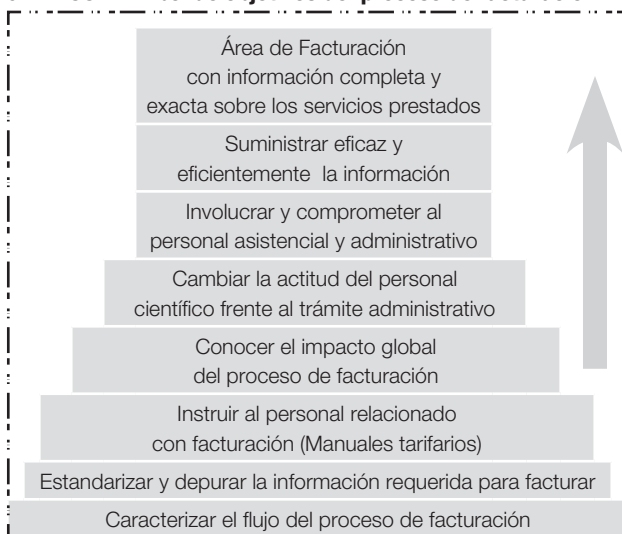 Área de Facturación
con información completa y
exacta sobre los servicios prestados
Suministrar eficaz y
eficientemente la información
Involucrar y comprometer al
personal asistencial y administrativo
Cambiar la actitud del personal
científico frente al trámite administrativo
Conocer el impacto global
del proceso de facturación
Instruir al personal relacionado
con facturación (Manuales tarifarios)
Estandarizar y depurar la información requerida para facturar
Caracterizar el flujo del proceso de facturación